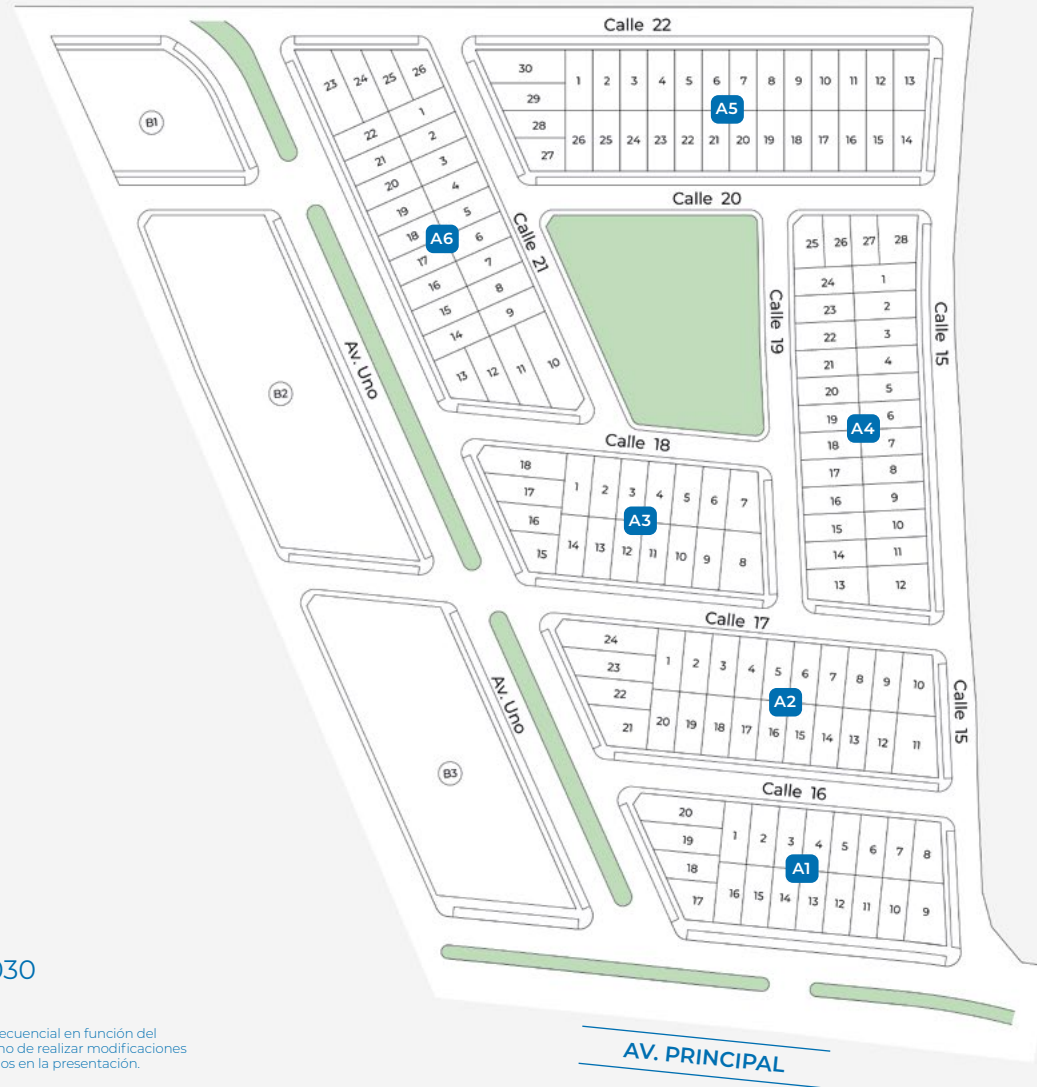 Calle 22
B1
23 24 25 26
22 1
21 2
20 3
19 4
18 5
17 6
16 7
15 8
14 9
13 12 11 10
A6
30
29
28
27
1 2 3 4 5 6 7 8 9 10 11 12 13
A5
26 25 24 23 22 21 20 19 18 17 16 15 14
Calle 20
Calle 21
Calle 19
25 26 27 28
24 1
23 2
22 3
21 4
20 5
19 6
18 7
17 8
16 9
15 10
14 11
13 12
A4
Calle 15
Av. Uno
B2
Calle 18
18
17
16
15
1 2 3 4 5 6 7
A3
14 13 12 11 10 9 8
Calle 17
24
23
22
21
1 2 3 4 5 6 7 8 9 10
A2
20 19 18 17 16 15 14 13 12 11
Calle 15
Av. Uno
B3
Calle 16
20
19
18
17
1 2 3 4 5 6 7 8
A1
16 15 14 13 12 11 10 9
AV. PRINCIPAL
030
ecuencial en función del
no de realizar modificaciones
os en la presentación.